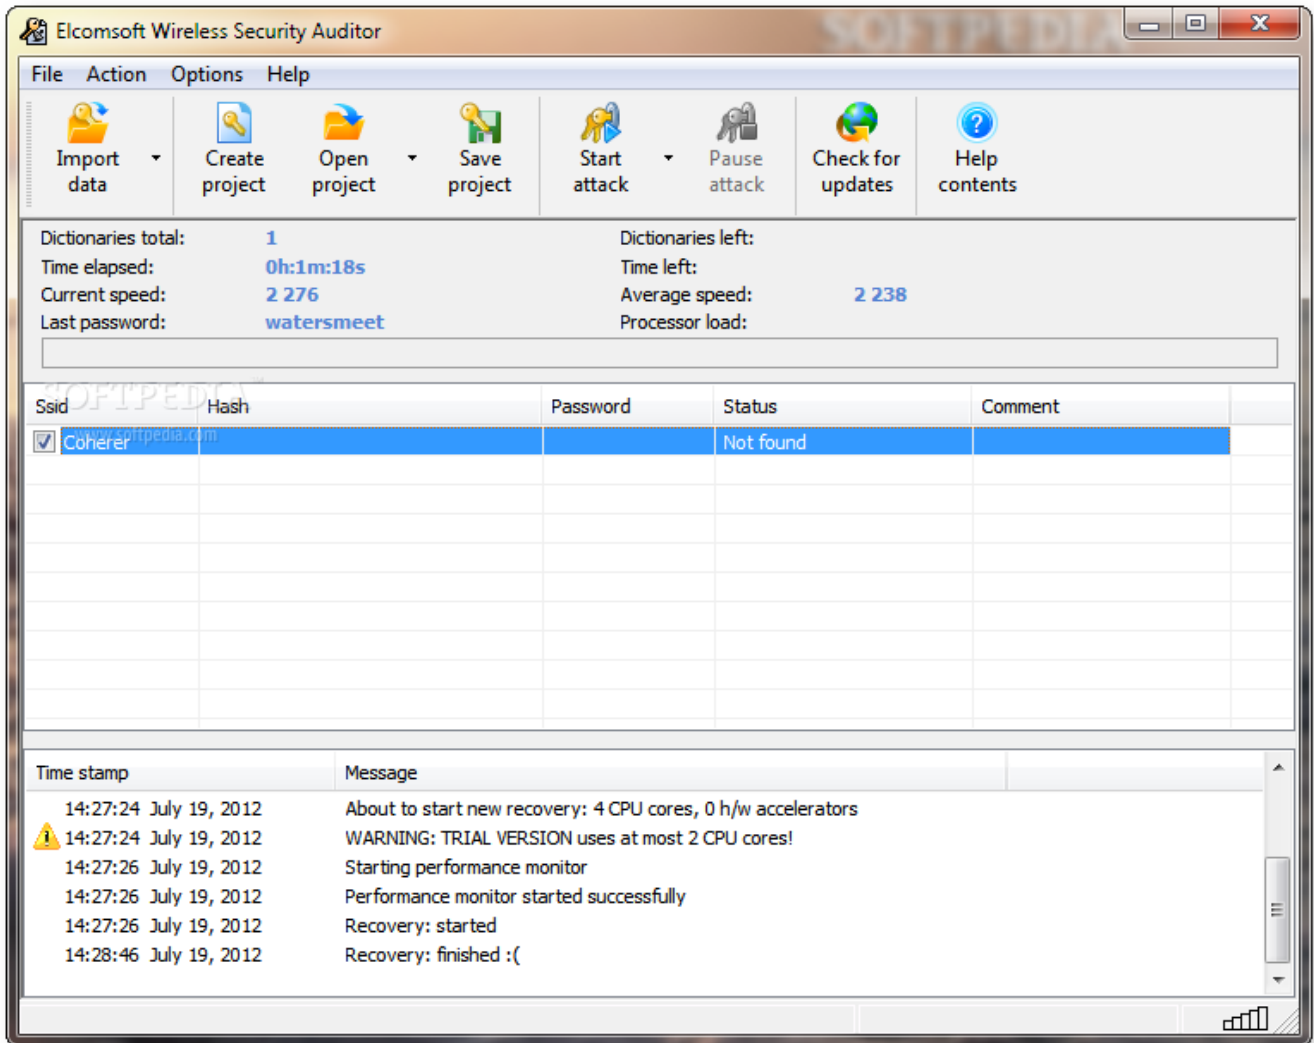 Elcomsoft Wireless Security Auditor
SOFTPEDIA
File Action Options Help
Import data
Create project
Open project
Save project
Start attack
Pause attack
Check for updates
Help contents
Dictionaries total: 1 Dictionaries left:
Time elapsed: 0h:1m:18s Time left:
Current speed: 2 276 Average speed: 2 238
Last password: watersmeet Processor load:
SOFTPEDIA™
Ssid Hash Password Status Comment
www.softpedia.com
Coherer Not found
Time stamp Message
14:27:24 July 19, 2012 About to start new recovery: 4 CPU cores, 0 h/w accelerators
14:27:24 July 19, 2012 WARNING: TRIAL VERSION uses at most 2 CPU cores!
14:27:26 July 19, 2012 Starting performance monitor
14:27:26 July 19, 2012 Performance monitor started successfully
14:27:26 July 19, 2012 Recovery: started
14:28:46 July 19, 2012 Recovery: finished :(